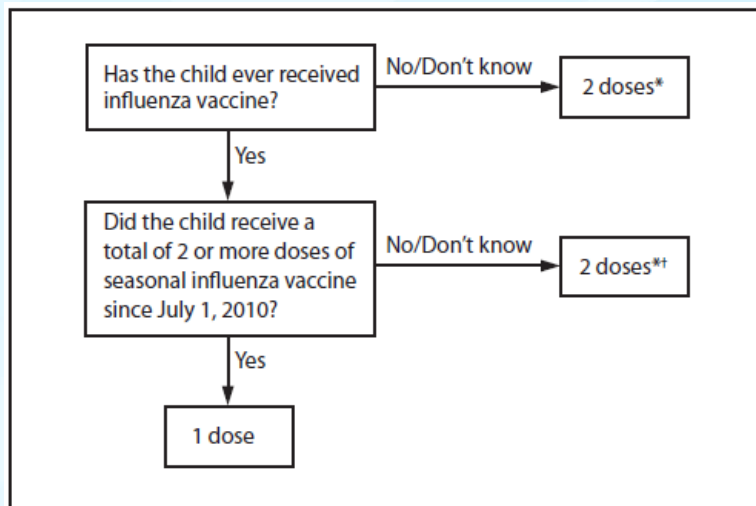 Has the child ever received
influenza vaccine?
No/Don't know
2 doses*
Yes
Did the child receive a
total of 2 or more doses of
seasonal influenza vaccine
since July 1, 2010?
No/Don't know
2 doses*†
Yes
1 dose